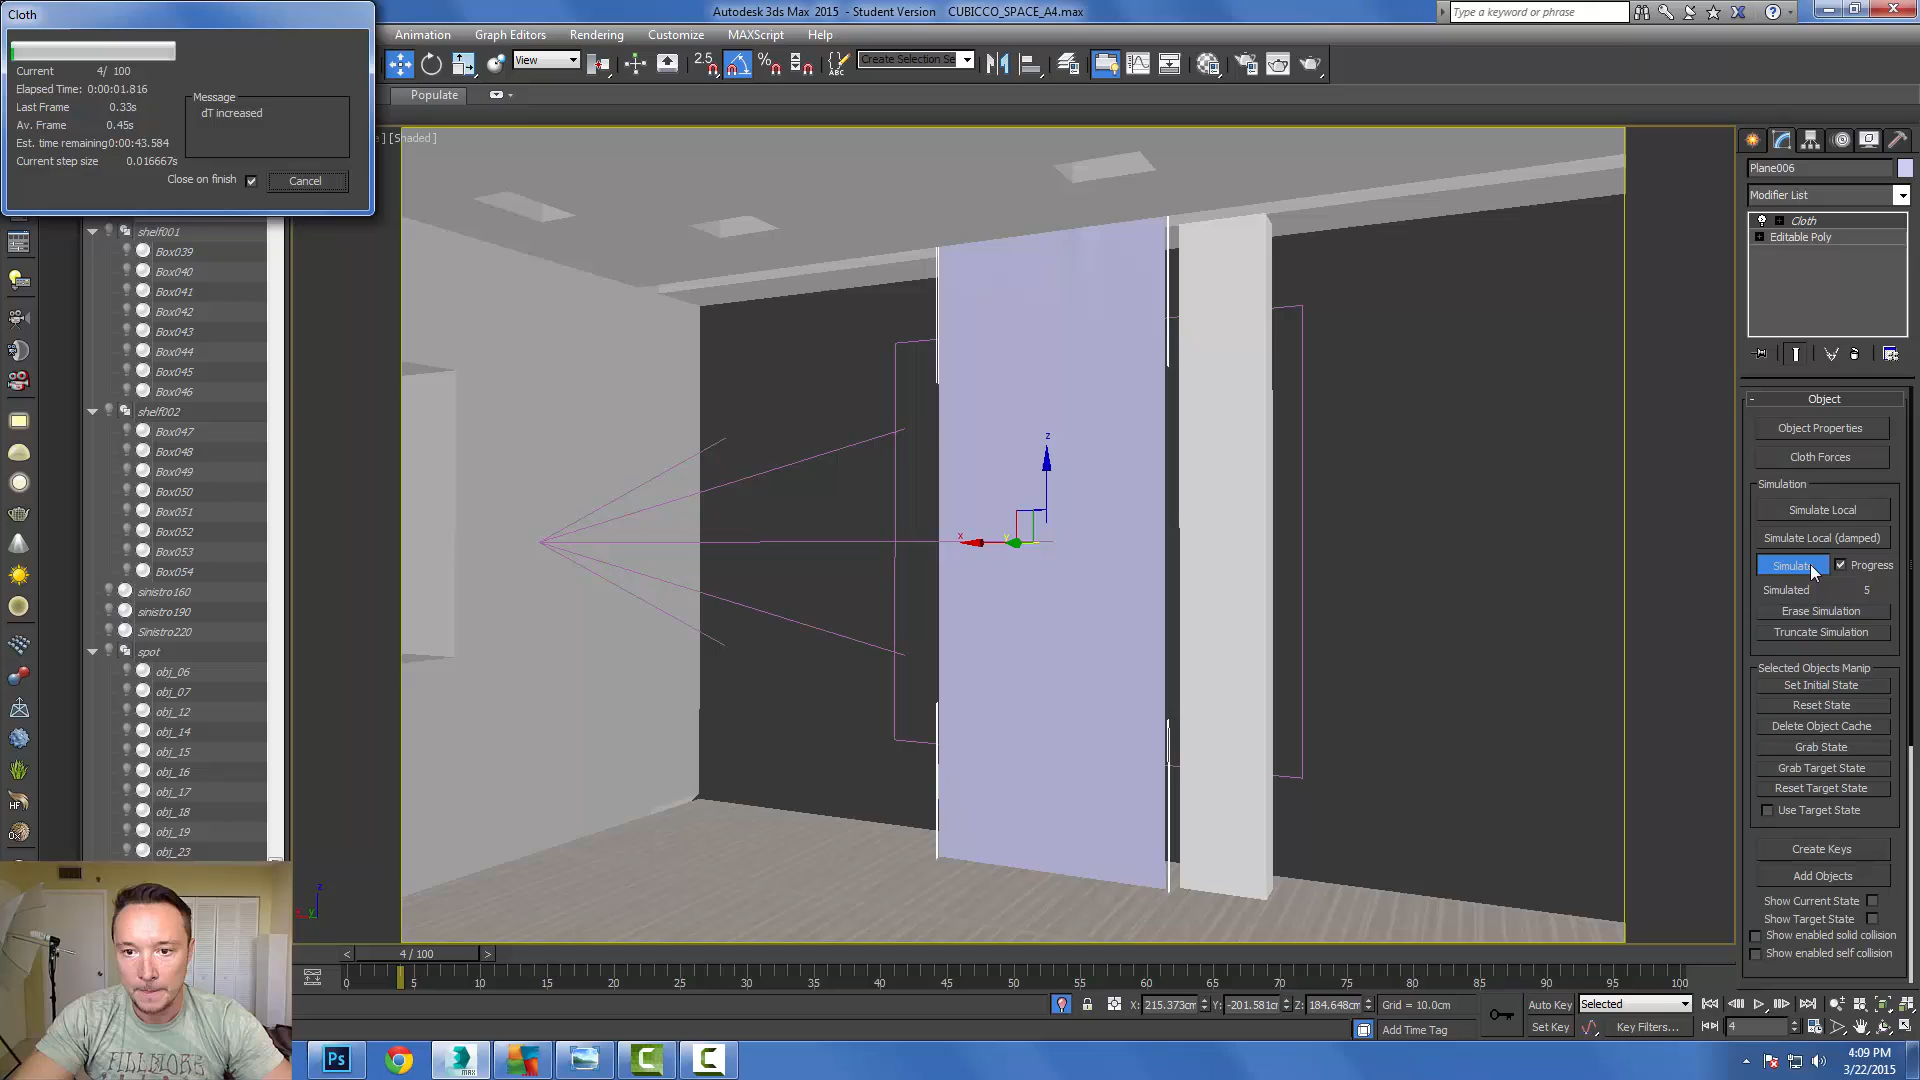 Cloth
Autodesk 3ds Max 2015 - Student Version CUBICCO_SPACE_A4.max
Type a keyword or phrase
Animation Graph Editors Rendering Customize MAXScript Help
Current 4/ 100
Elapsed Time: 0:00:01.816
Last Frame 0.33s
Av. Frame 0.45s
Est. time remaining0:00:43.584
Current step size 0.016667s
Message
dT increased
Close on finish
Cancel
View
2.5
Create Selection Se
Populate
][Shaded]
shelf001
Box039
Box040
Box041
Box042
Box043
Box044
Box045
Box046
shelf002
Box047
Box048
Box049
Box050
Box051
Box052
Box053
Box054
sinistro160
sinistro190
Sinistro220
spot
obj_06
obj_07
obj_12
obj_14
obj_15
obj_16
obj_17
obj_18
obj_19
obj_23
HF
z
x
y
z
x
y
Plane006
Modifier List
Cloth
Editable Poly
- Object
Object Properties
Cloth Forces
Simulation
Simulate Local
Simulate Local (damped)
Simulate Progress
Simulated 5
Erase Simulation
Truncate Simulation
Selected Objects Manip
Set Initial State
Reset State
Delete Object Cache
Grab State
Grab Target State
Reset Target State
Use Target State
Create Keys
Add Objects
Show Current State
Show Target State
Show enabled solid collision
Show enabled self collision
< 4 / 100 >
0 5 10 15 20 25 30 35 40 45 50 55 60 65 70 75 80 85 90 95 100
X: 215.373cm Y: -201.581cm Z: 184.648cm Grid = 10.0cm
Auto Key Selected
Add Time Tag
Set Key Key Filters... 4
FILLMORE
Ps
MAX
C
C
4:09 PM
3/22/2015